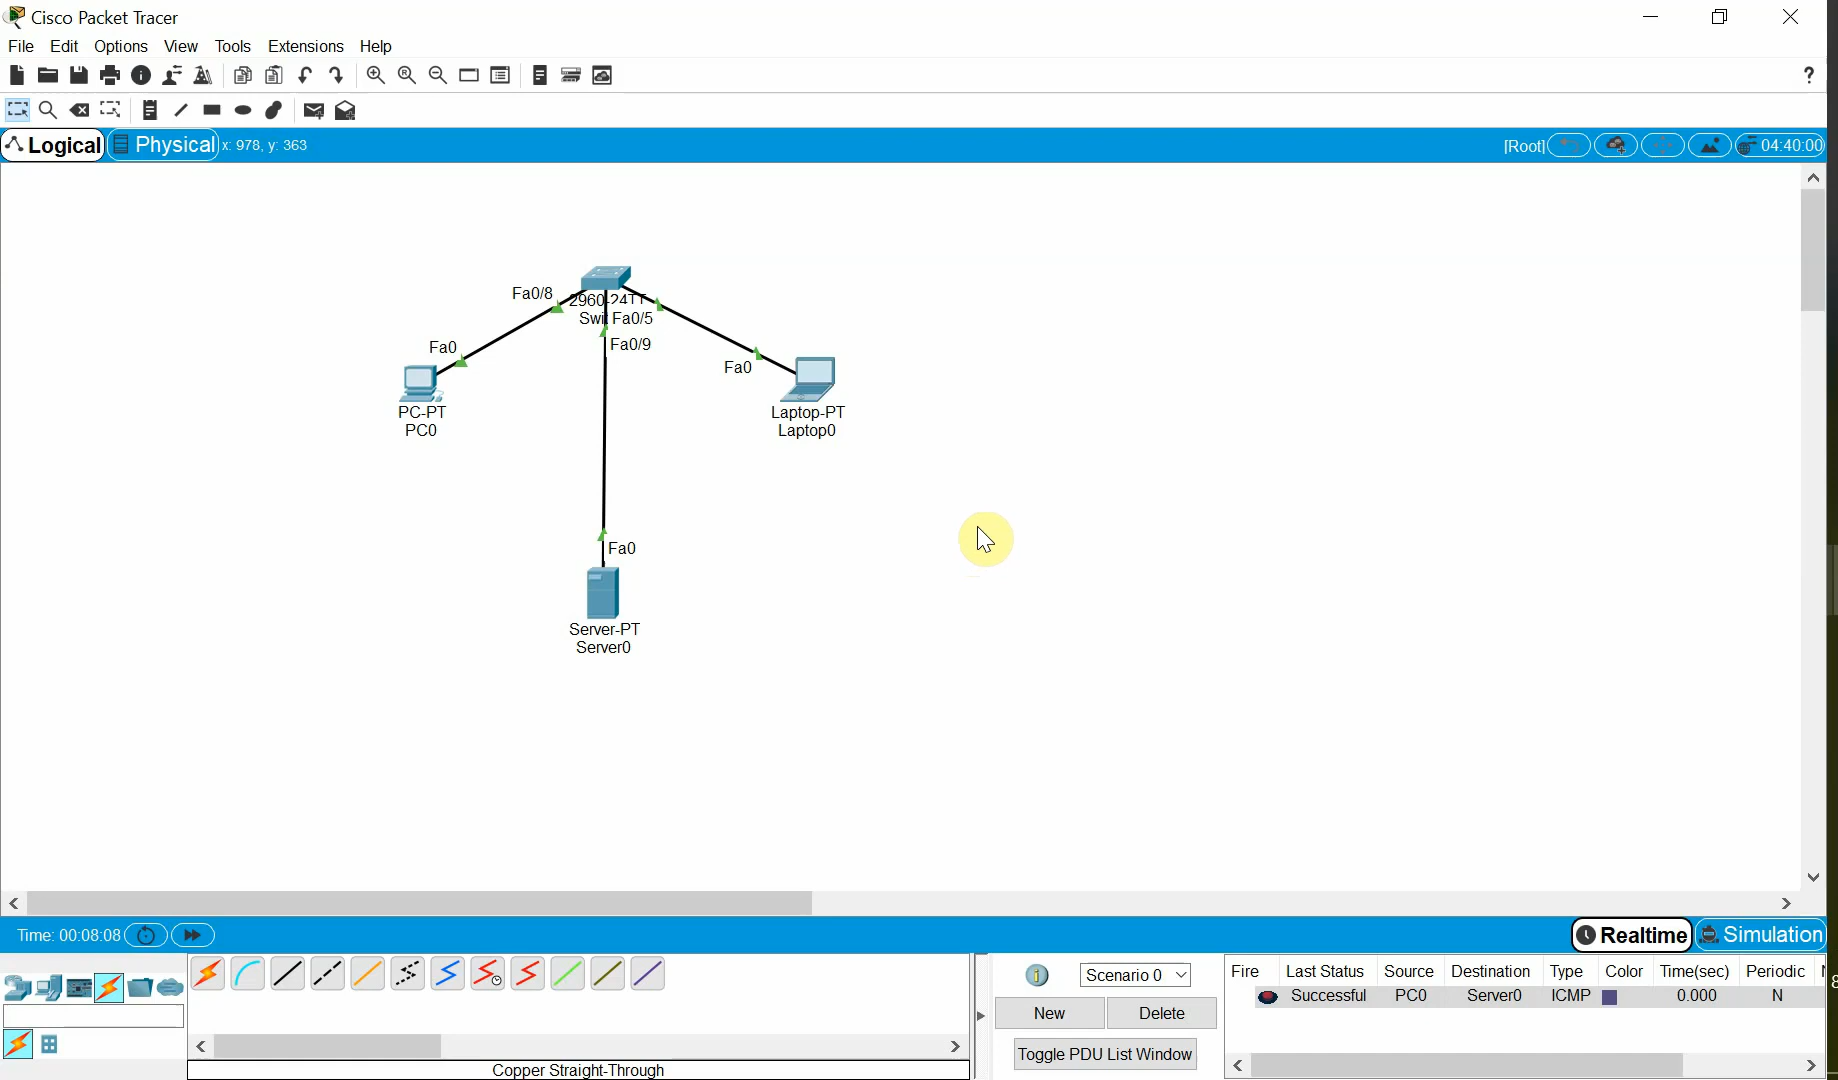 Cisco Packet Tracer
File Edit Options View Tools Extensions Help
?
Logical Physical x: 978, y: 363 [Root] 04:40:00
Fa0/8
2960-24TT
Swit Fa0/5
Fa0/9
Fa0
Fa0
PC-PT
PC0
Laptop-PT
Laptop0
Fa0
Server-PT
Server0
Time: 00:08:08 Realtime Simulation
Scenario 0
New Delete
Toggle PDU List Window
Fire Last Status Source Destination Type Color Time(sec) Periodic
Successful PC0 Server0 ICMP 0.000 N
Copper Straight-Through